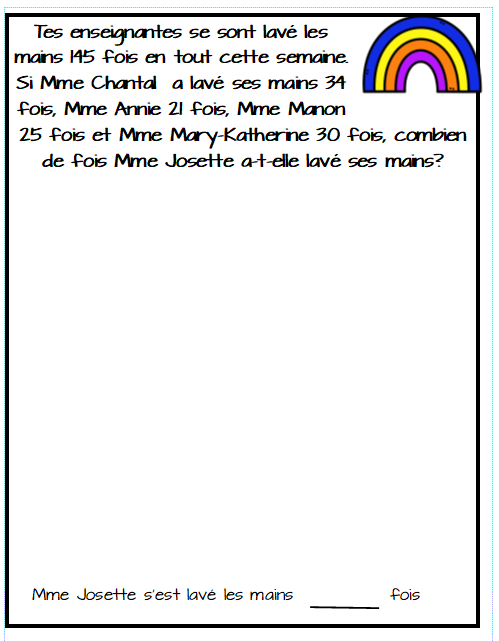 Tes enseignantes se sont lavé les
mains 145 fois en tout cette semaine.
Si Mme Chantal a lavé ses mains 34
fois, Mme Annie 21 fois, Mme Manon
25 fois et Mme Mary-Katherine 30 fois, combien
de fois Mme Josette a-t-elle lavé ses mains?
Mme Josette s'est lavé les mains ______ fois